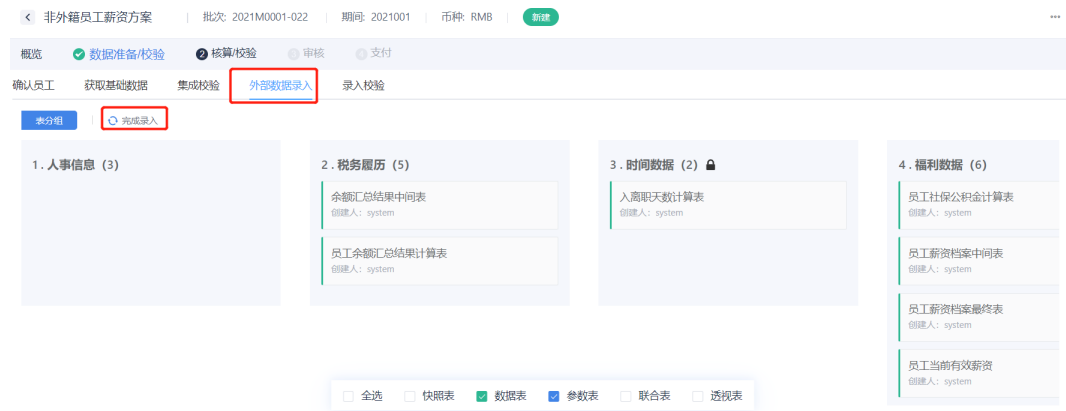 非外籍员工薪资方案 批次: 2021M0001-022 期间: 2021001 币种: RMB 新建
概览 数据准备/校验 2 核算/校验 3 审核 4 支付
确认员工 获取基础数据 集成校验 外部数据录入 录入校验
表分组 完成录入
1 . 人事信息（3）
2 . 税务履历（5）
余额汇总结果中间表
创建人：system
员工余额汇总结果计算表
创建人：system
3 . 时间数据（2）
入离职天数计算表
创建人：system
4 . 福利数据（6）
员工社保公积金计算表
创建人：system
员工薪资档案中间表
创建人：system
员工薪资档案最终表
创建人：system
员工当前有效薪资
创建人：system
全选 快照表 数据表 参数表 联合表 透视表